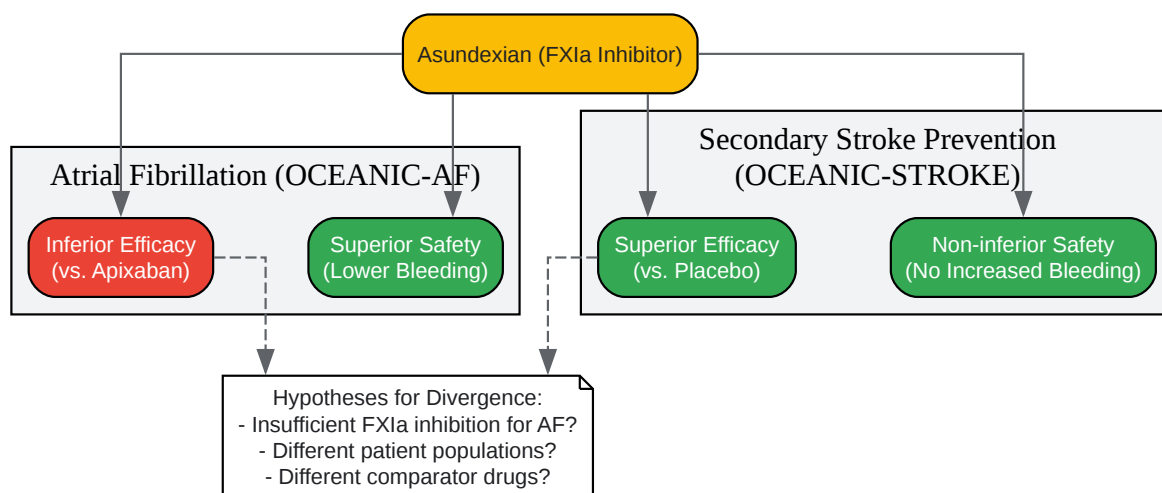 Asundexian (FXIa Inhibitor)
Atrial Fibrillation (OCEANIC-AF)
Inferior Efficacy
(vs. Apixaban)
Superior Safety
(Lower Bleeding)
Secondary Stroke Prevention
(OCEANIC-STROKE)
Superior Efficacy
(vs. Placebo)
Non-inferior Safety
(No Increased Bleeding)
Hypotheses for Divergence:
- Insufficient FXIa inhibition for AF?
- Different patient populations?
- Different comparator drugs?